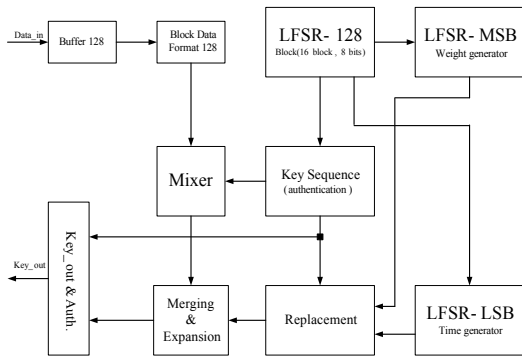 Data_in
Buffer 128
Block Data
Format 128
LFSR- 128
Block(16 block , 8 bits)
LFSR- MSB
Weight generator
Mixer
Key Sequence
(authentication )
Key_out
Key_out & Auth.
Merging
&
Expansion
Replacement
LFSR- LSB
Time generator